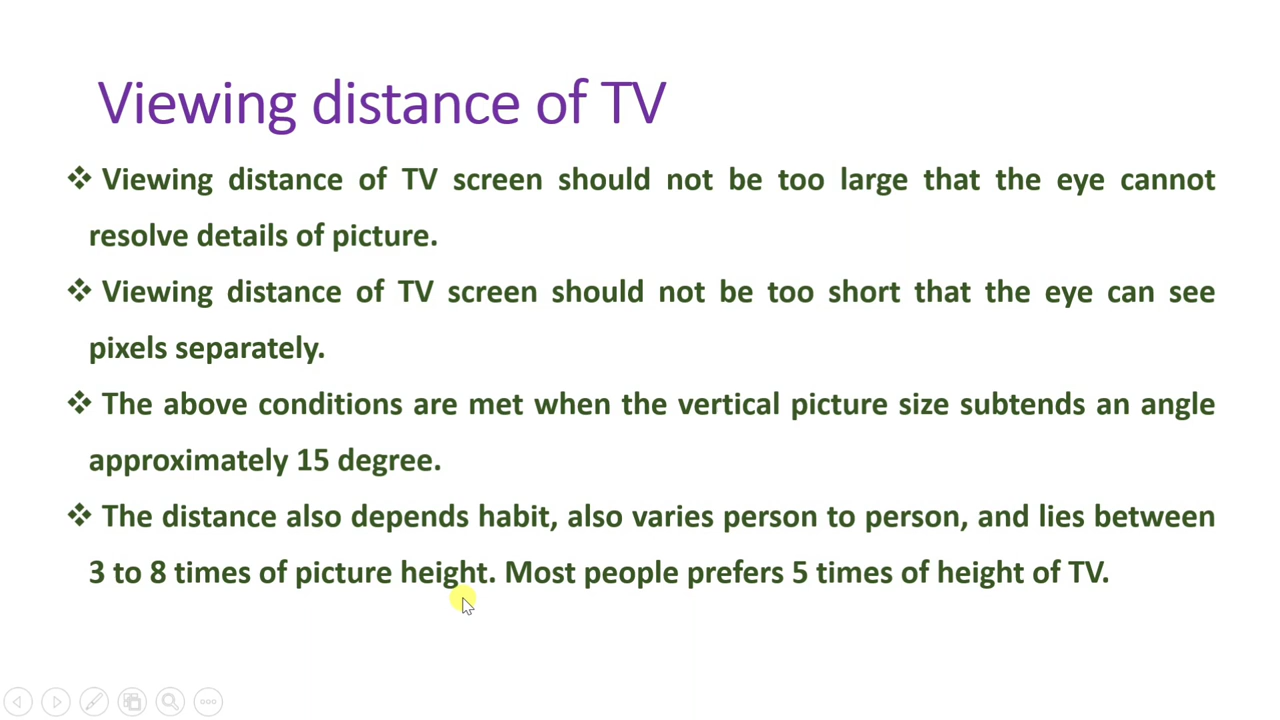 Viewing distance of TV
❖ Viewing distance of TV screen should not be too large that the eye cannot
resolve details of picture.
❖ Viewing distance of TV screen should not be too short that the eye can see
pixels separately.
❖ The above conditions are met when the vertical picture size subtends an angle
approximately 15 degree.
❖ The distance also depends habit, also varies person to person, and lies between
3 to 8 times of picture height. Most people prefers 5 times of height of TV.